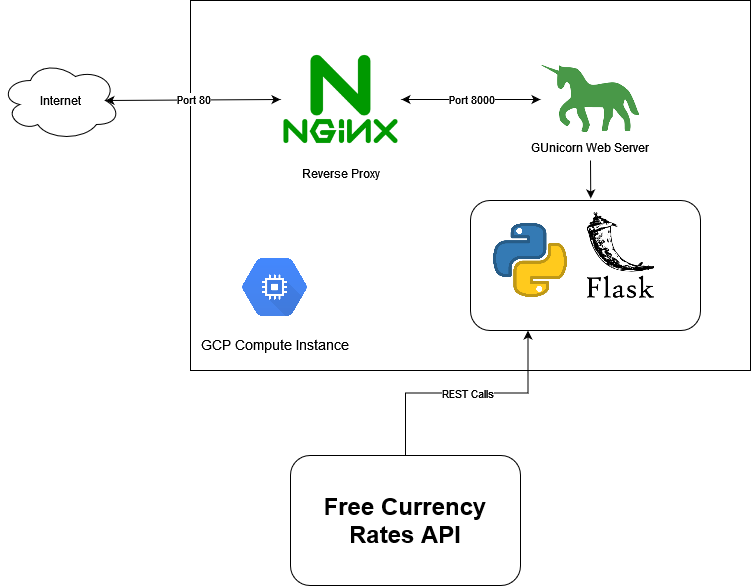 Internet
Port 80
NGiNX
Port 8000
Reverse Proxy
GUnicorn Web Server
Flask
GCP Compute Instance
REST Calls
Free Currency
Rates API